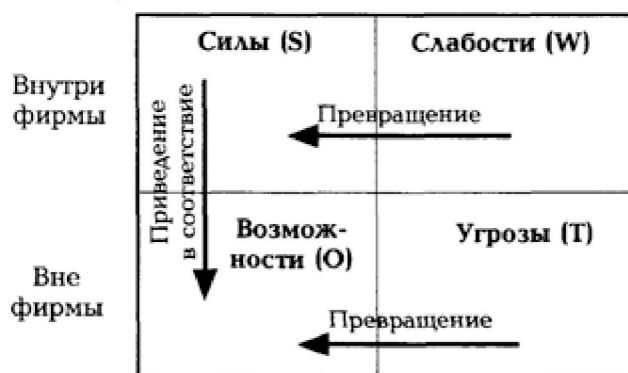 Силы (S)
Слабости (W)
Внутри
фирмы
Приведение
в соответствие
Превращение
Возмож-
ности (O)
Угрозы (T)
Вне
фирмы
Превращение